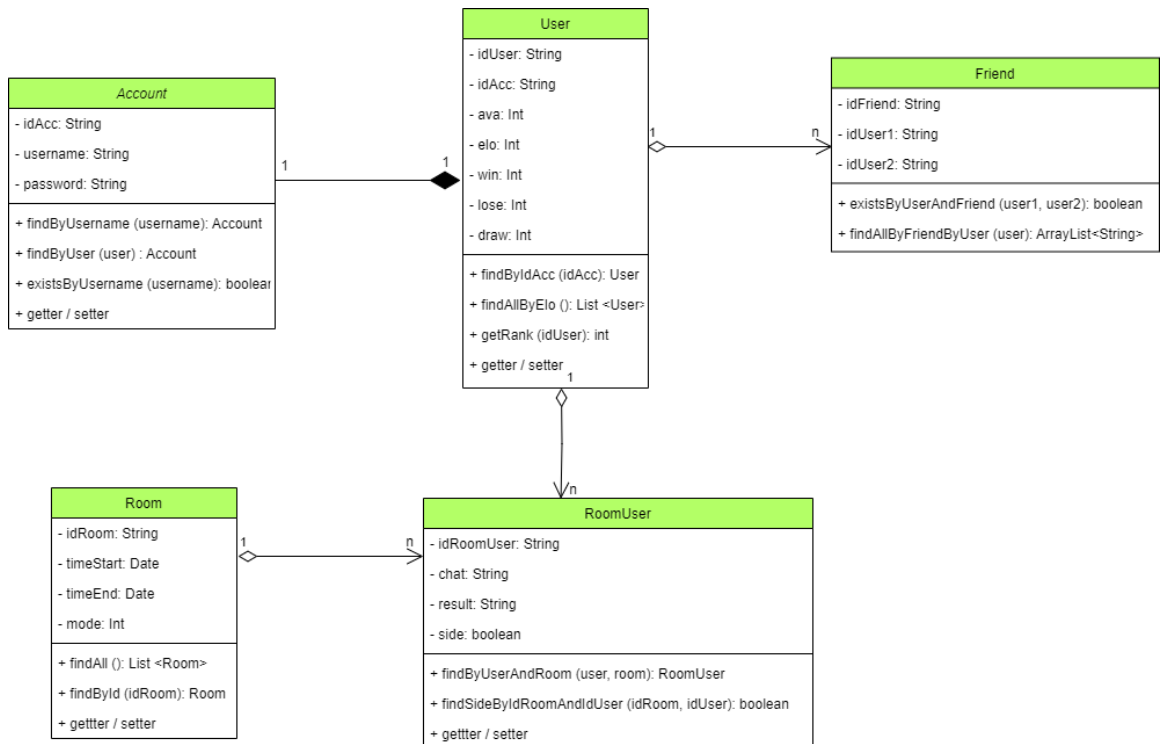 User
- idUser: String
- idAcc: String
- ava: Int
- elo: Int
- win: Int
- lose: Int
- draw: Int
+ findByIdAcc (idAcc): User
+ findAllByElo (): List <User>
+ getRank (idUser): int
+ getter / setter
Account
- idAcc: String
- username: String
- password: String
+ findByUsername (username): Account
+ findByUser (user) : Account
+ existsByUsername (username): boolean
+ getter / setter
1
1
Friend
- idFriend: String
- idUser1: String
- idUser2: String
+ existsByUserAndFriend (user1, user2): boolean
+ findAllByFriendByUser (user): ArrayList<String>
1
n
1
n
Room
- idRoom: String
- timeStart: Date
- timeEnd: Date
- mode: Int
+ findAll (): List <Room>
+ findById (idRoom): Room
+ gettter / setter
1
n
RoomUser
- idRoomUser: String
- chat: String
- result: String
- side: boolean
+ findByUserAndRoom (user, room): RoomUser
+ findSideByIdRoomAndIdUser (idRoom, idUser): boolean
+ gettter / setter